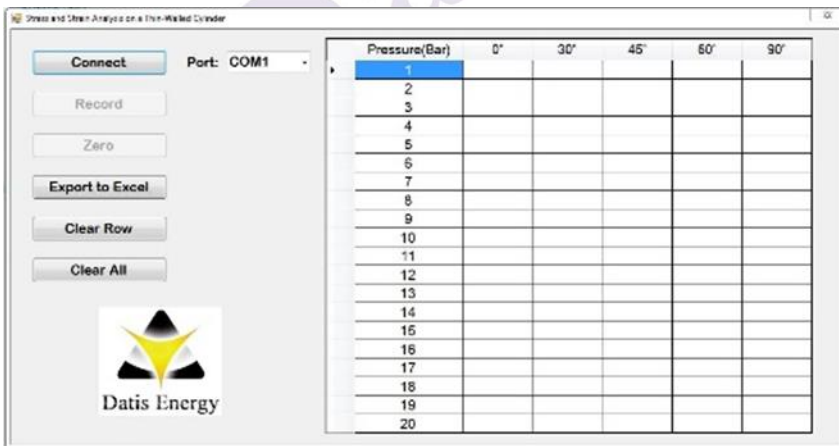 Stress and Strain Analysis on a Thin-Walled Cylinder
Connect
Port: COM1
Record
Zero
Export to Excel
Clear Row
Clear All
Datis Energy
Pressure(Bar) 0° 30° 45° 60° 90°
1
2
3
4
5
6
7
8
9
10
11
12
13
14
15
16
17
18
19
20